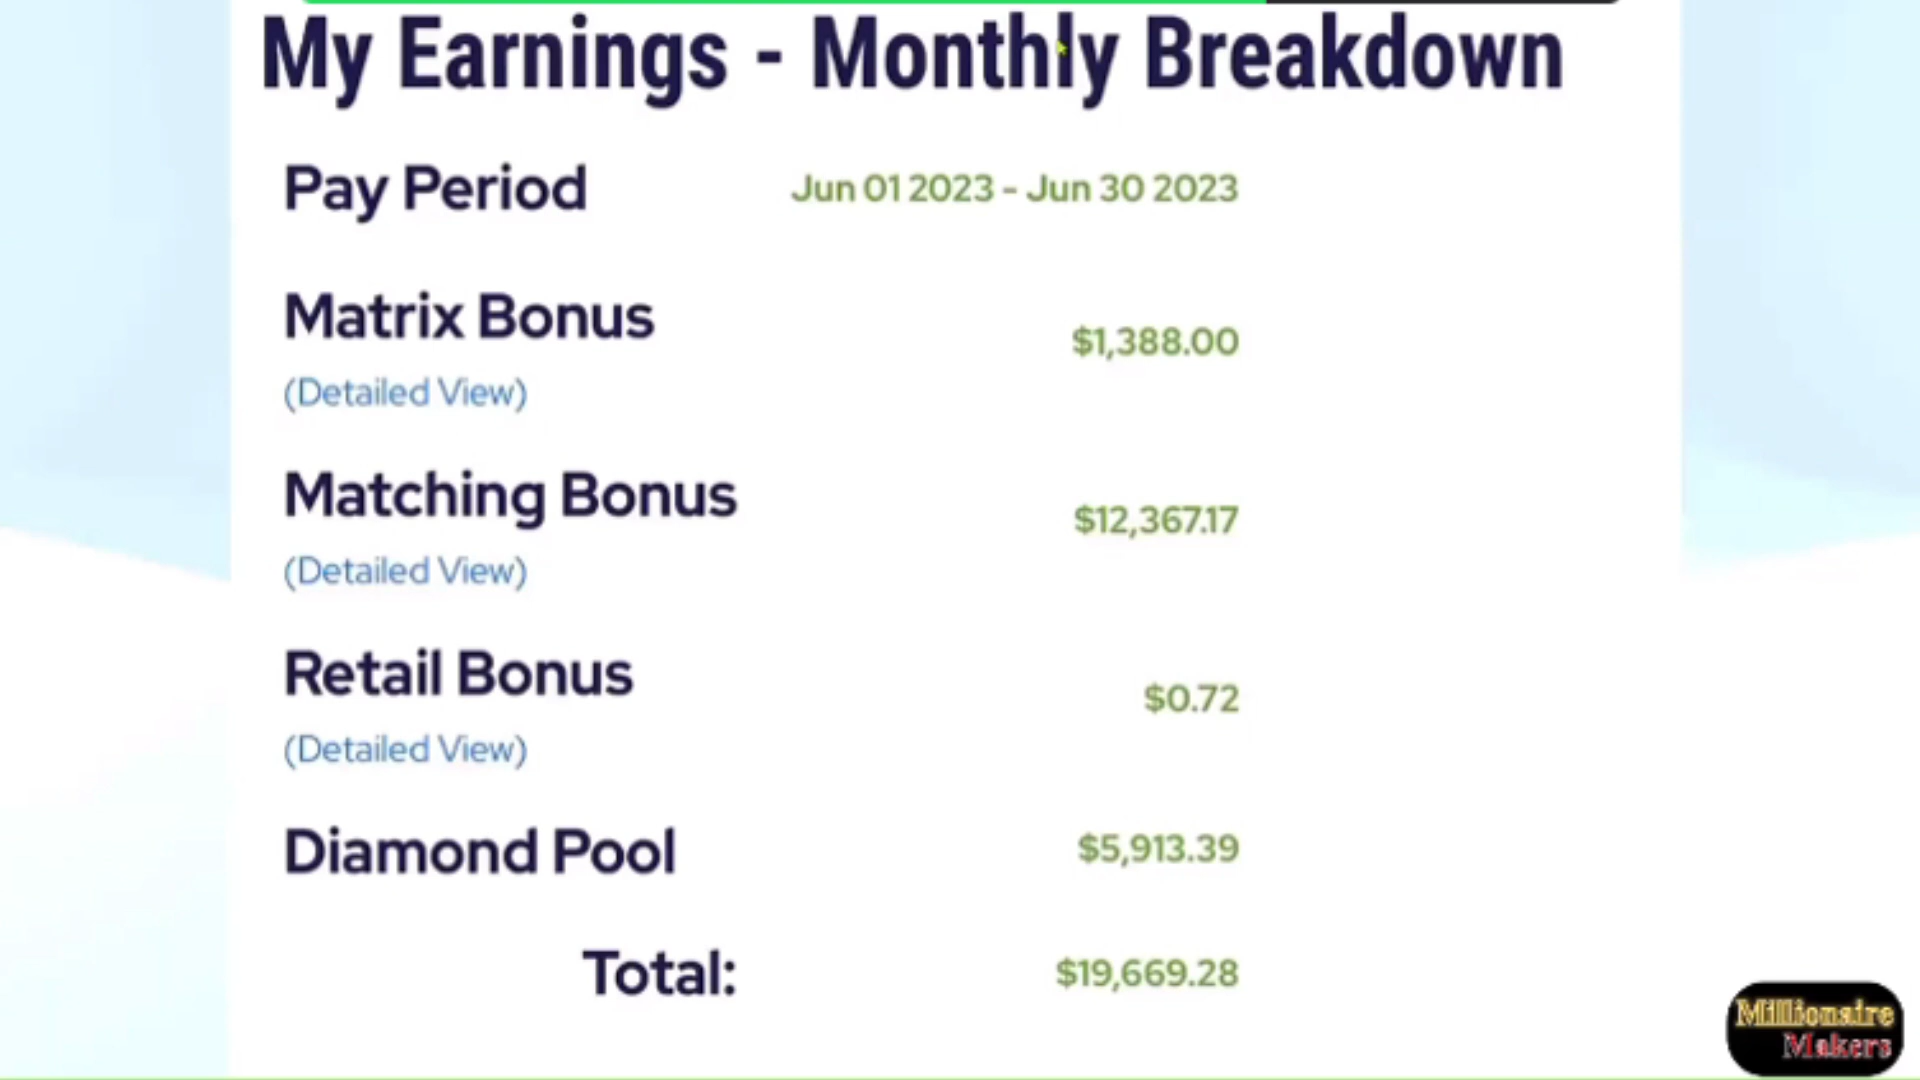 My Earnings - Monthly Breakdown
Pay Period Jun 01 2023 - Jun 30 2023
Matrix Bonus
$1,388.00
(Detailed View)
Matching Bonus
$12,367.17
(Detailed View)
Retail Bonus
$0.72
(Detailed View)
Diamond Pool $5,913.39
Total: $19,669.28
Millionaire
Makers